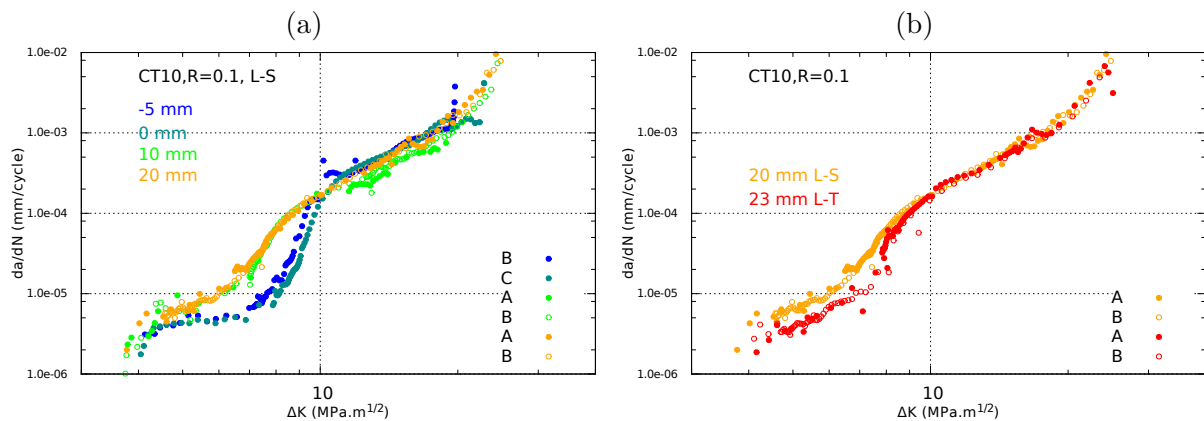 (a)
1.0e-02
1.0e-03
1.0e-04
1.0e-05
1.0e-06
da/dN (mm/cycle)
CT10,R=0.1, L-S
-5 mm
0 mm
10 mm
20 mm
B
C
A
B
A
B
10
ΔK (MPa.m1/2)
(b)
1.0e-02
1.0e-03
1.0e-04
1.0e-05
1.0e-06
da/dN (mm/cycle)
CT10,R=0.1
20 mm L-S
23 mm L-T
A
B
A
B
10
ΔK (MPa.m1/2)